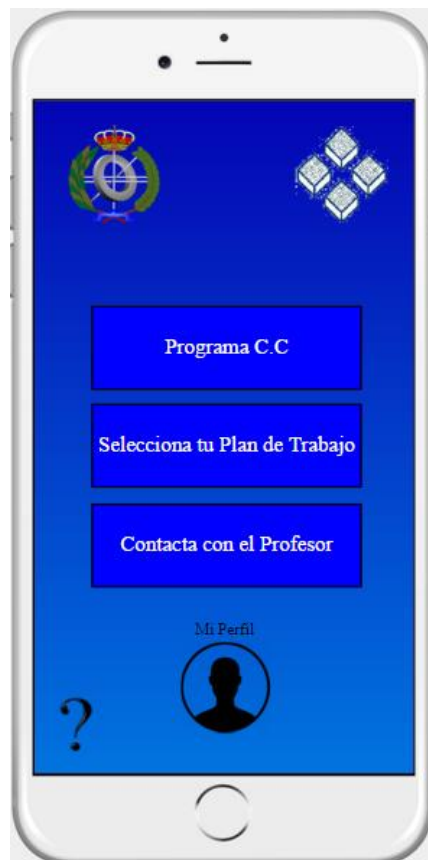 Programa C.C
Selecciona tu Plan de Trabajo
Contacta con el Profesor
Mi Perfil
?